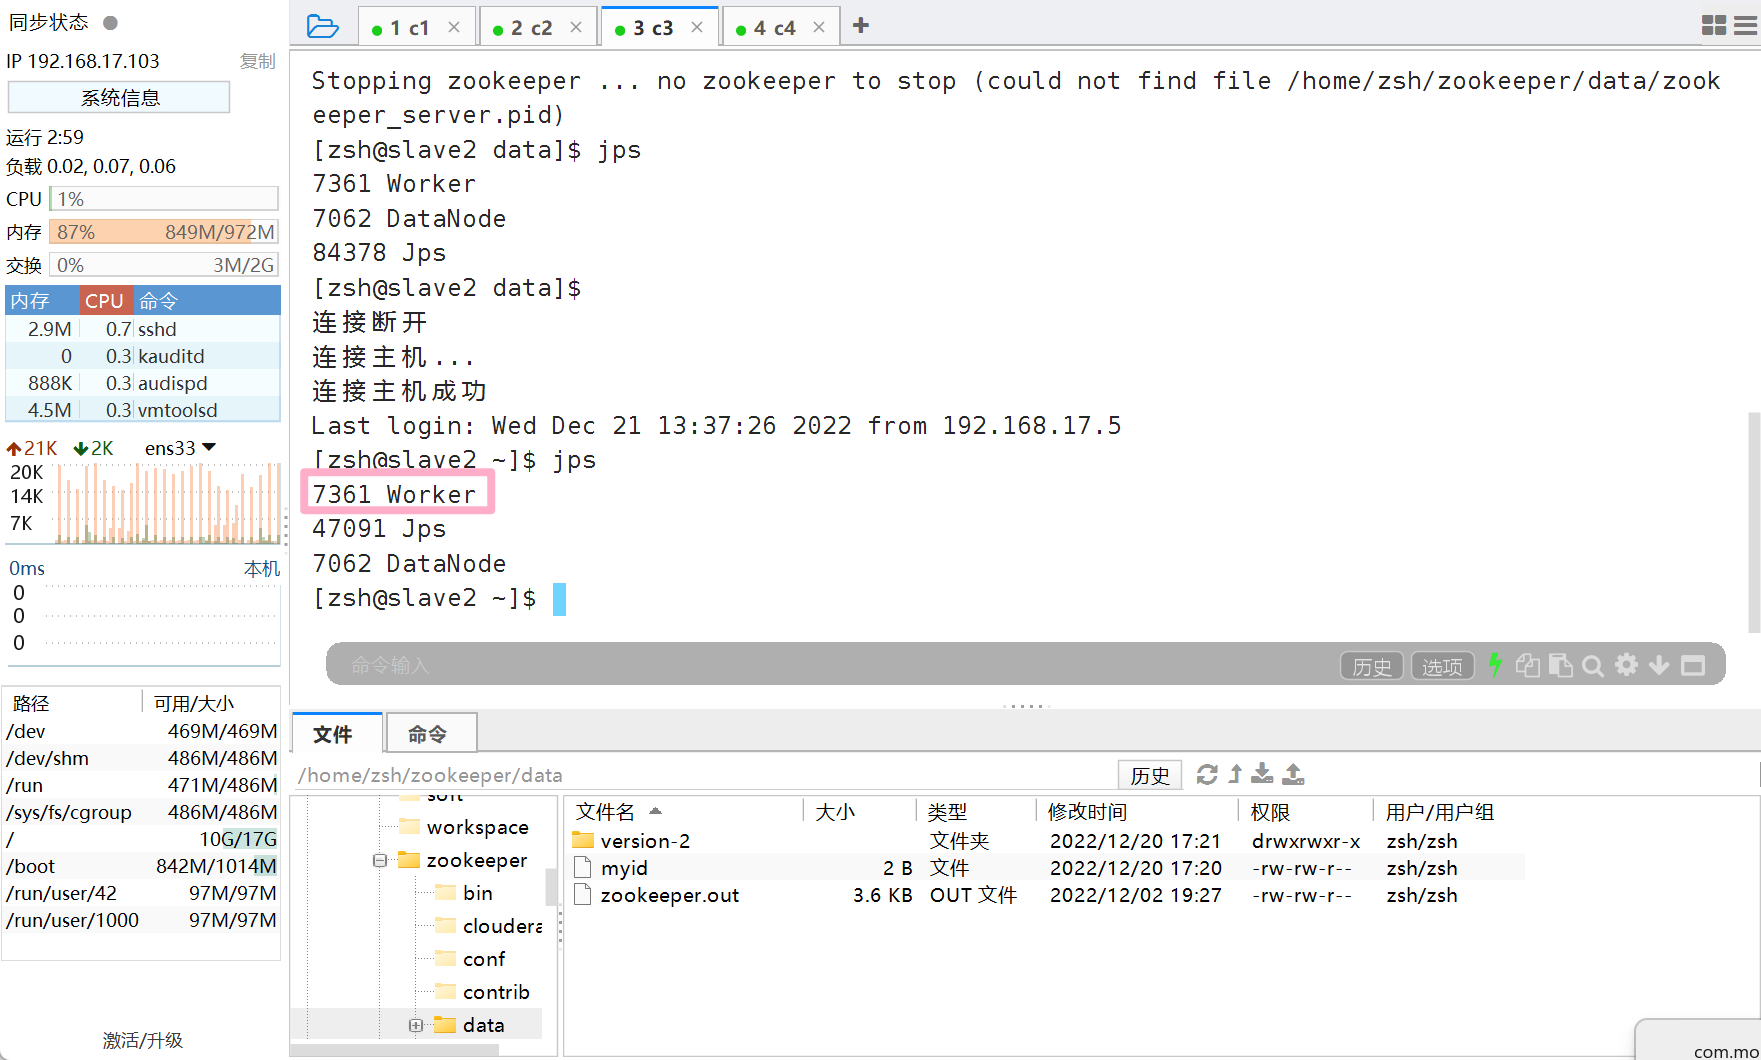 同步状态
IP 192.168.17.103
复制
系统信息
运行 2:59
负载 0.02, 0.07, 0.06
CPU 1%
内存 87% 849M/972M
交换 0% 3M/2G
内存 CPU 命令
2.9M 0.7 sshd
0 0.3 kauditd
888K 0.3 audispd
4.5M 0.3 vmtoolsd
21K 2K ens33
20K
14K
7K
0ms 本机
0
0
0
路径 可用/大小
/dev 469M/469M
/dev/shm 486M/486M
/run 471M/486M
/sys/fs/cgroup 486M/486M
/ 10G/17G
/boot 842M/1014M
/run/user/42 97M/97M
/run/user/1000 97M/97M
激活/升级
1 c1 2 c2 3 c3 4 c4
Stopping zookeeper ... no zookeeper to stop (could not find file /home/zsh/zookeeper/data/zook
eeper_server.pid)
[zsh@slave2 data]$ jps
7361 Worker
7062 DataNode
84378 Jps
[zsh@slave2 data]$
连接断开
连接主机...
连接主机成功
Last login: Wed Dec 21 13:37:26 2022 from 192.168.17.5
[zsh@slave2 ~]$ jps
7361 Worker
47091 Jps
7062 DataNode
[zsh@slave2 ~]$
命令输入 历史 选项
文件 命令
/home/zsh/zookeeper/data 历史
soft
workspace
zookeeper
bin
cloudera
conf
contrib
data
文件名 大小 类型 修改时间 权限 用户/用户组
version-2 文件夹 2022/12/20 17:21 drwxrwxr-x zsh/zsh
myid 2 B 文件 2022/12/20 17:20 -rw-rw-r-- zsh/zsh
zookeeper.out 3.6 KB OUT 文件 2022/12/02 19:27 -rw-rw-r-- zsh/zsh
com.mo